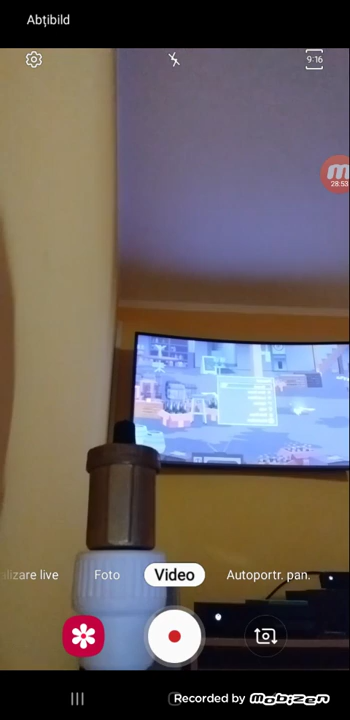 Abțibild
9:16
28:53
lizare live
Foto
Video
Autoportr. pan.
Recorded by Mobizen